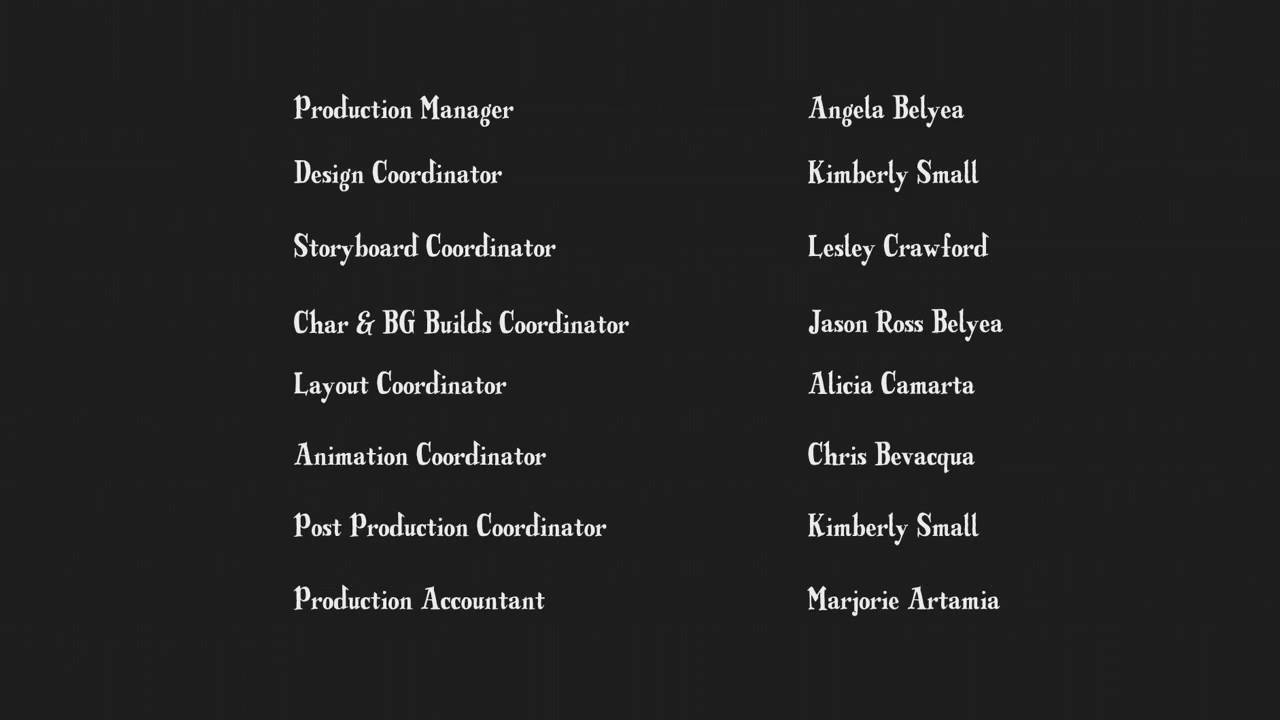 Production Manager Angela Belyea
Design Coordinator Kimberly Small
Storyboard Coordinator Lesley Crawford
Char & BG Builds Coordinator Jason Ross Belyea
Layout Coordinator Alicia Camarta
Animation Coordinator Chris Bevacqua
Post Production Coordinator Kimberly Small
Production Accountant Marjorie Artamia